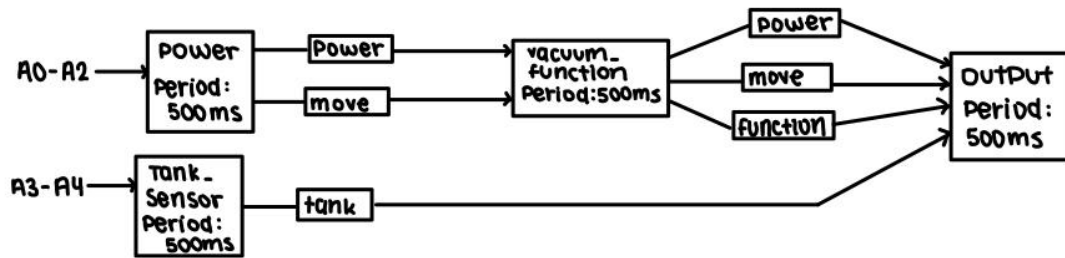 A0-A2
Power
Period:
500ms
Power
move
vacuum_
function
Period:500ms
Power
move
function
OUTPUT
Period:
500ms
A3-A4
Tank_
Sensor
Period:
500ms
tank